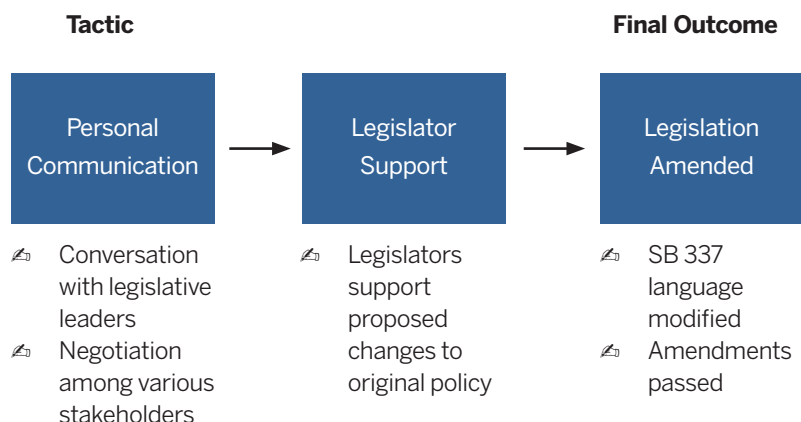 Tactic
Final Outcome
Personal
Communication
Legislator
Support
Legislation
Amended
✍ Conversation
with legislative
leaders
✍ Negotiation
among various
stakeholders
✍ Legislators
support
proposed
changes to
original policy
✍ SB 337
language
modified
✍ Amendments
passed